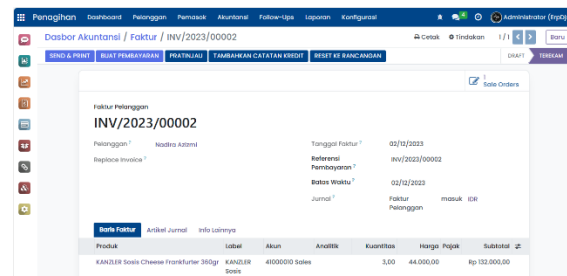 Penagihan Dashboard Pelanggan Pemasok Akuntansi Follow-Ups Laporan Konfigurasi 4 Administrator
Dasbor Akuntansi / Faktur / INV/2023/00002 Cetak Tindakan 1/1 Baru
SEND & PRINT BUAT PEMBAYARAN PRATINJAU TAMBAHKAN CATATAN KREDIT RESET KE RANCANGAN DRAFT TEREKAM
1
Sale Orders
Faktur Pelanggan
INV/2023/00002
Pelanggan ? Nadira Azizmi Tanggal Faktur ? 02/12/2023
Replace Invoice ? Referensi Pembayaran ? INV/2023/00002
Batas Waktu ? 02/12/2023
Jurnal ? Faktur Pelanggan masuk IDR
Baris Faktur Artikel Jurnal Info Lainnya
Produk Label Akun Analitik Kuantitas Harga Pajak Subtotal
KANZLER Sosis Cheese Frankfurter 360gr KANZLER Sosis 41000010 Sales 3,00 44.000,00 Rp 132.000,00